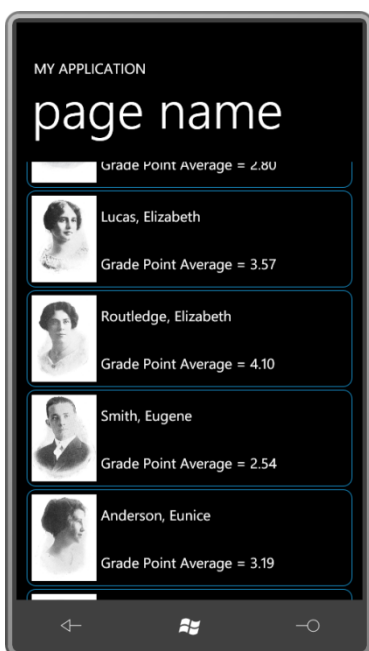 MY APPLICATION
page name
Grade Point Average = 2.80
Lucas, Elizabeth
Grade Point Average = 3.57
Routledge, Elizabeth
Grade Point Average = 4.10
Smith, Eugene
Grade Point Average = 2.54
Anderson, Eunice
Grade Point Average = 3.19